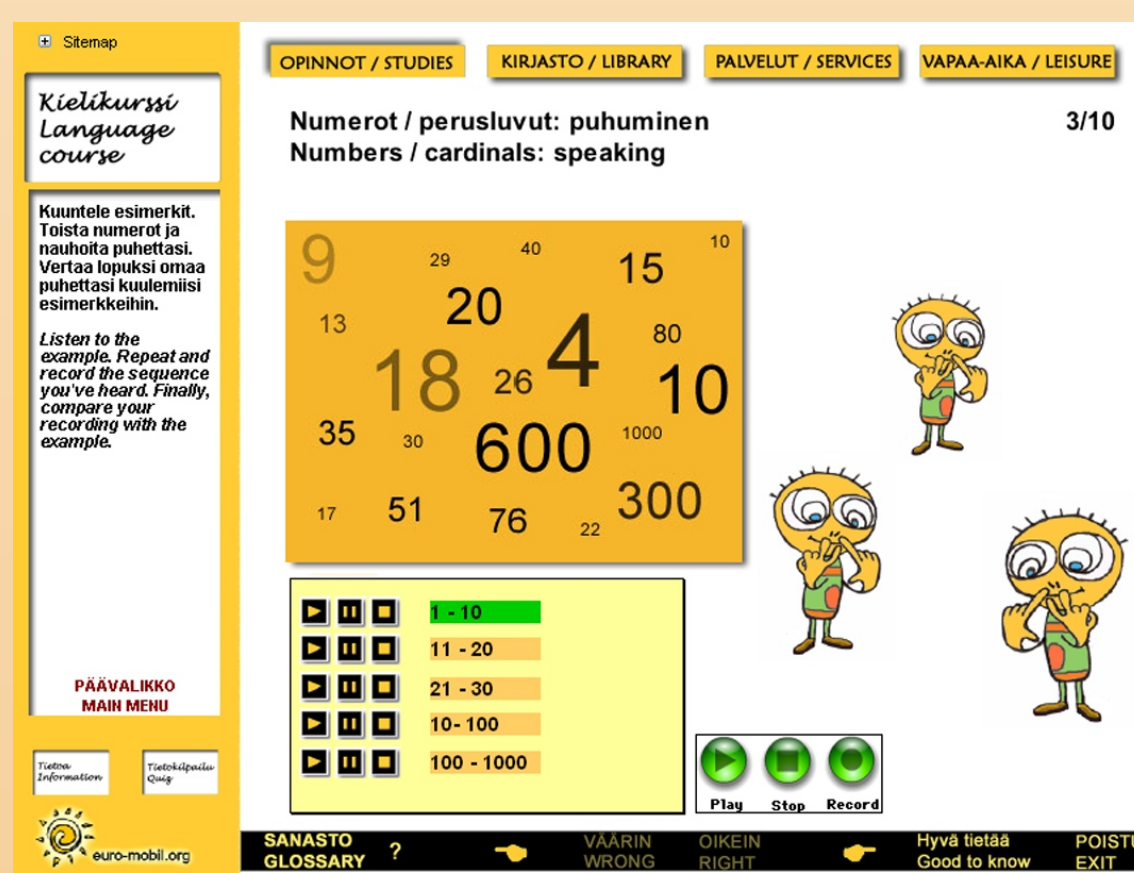 Sitemap
OPINNOT / STUDIES
KIRJASTO / LIBRARY
PALVELUT / SERVICES
VAPAA-AIKA / LEISURE
Kielikurssi
Language
course
Numerot / perusluvut: puhuminen
3/10
Numbers / cardinals: speaking
Kuuntele esimerkit.
Toista numerot ja
nauhoita puhettasi.
Vertaa lopuksi omaa
puhettasi kuulemiisi
esimerkkeihin.
Listen to the
example. Repeat and
record the sequence
you've heard. Finally,
compare your
recording with the
example.
9
29
40
15
10
13
20
4
80
18
26
10
35
30
600
1000
17
51
76
22
300
1 - 10
11 - 20
21 - 30
10- 100
100 - 1000
PÄÄVALIKKO
MAIN MENU
Tietoa
Information
Tietokilpailu
Quiz
euro-mobil.org
Play
Stop
Record
SANASTO
GLOSSARY
?
VÄÄRIN
WRONG
OIKEIN
RIGHT
Hyvä tietää
Good to know
POISTU
EXIT